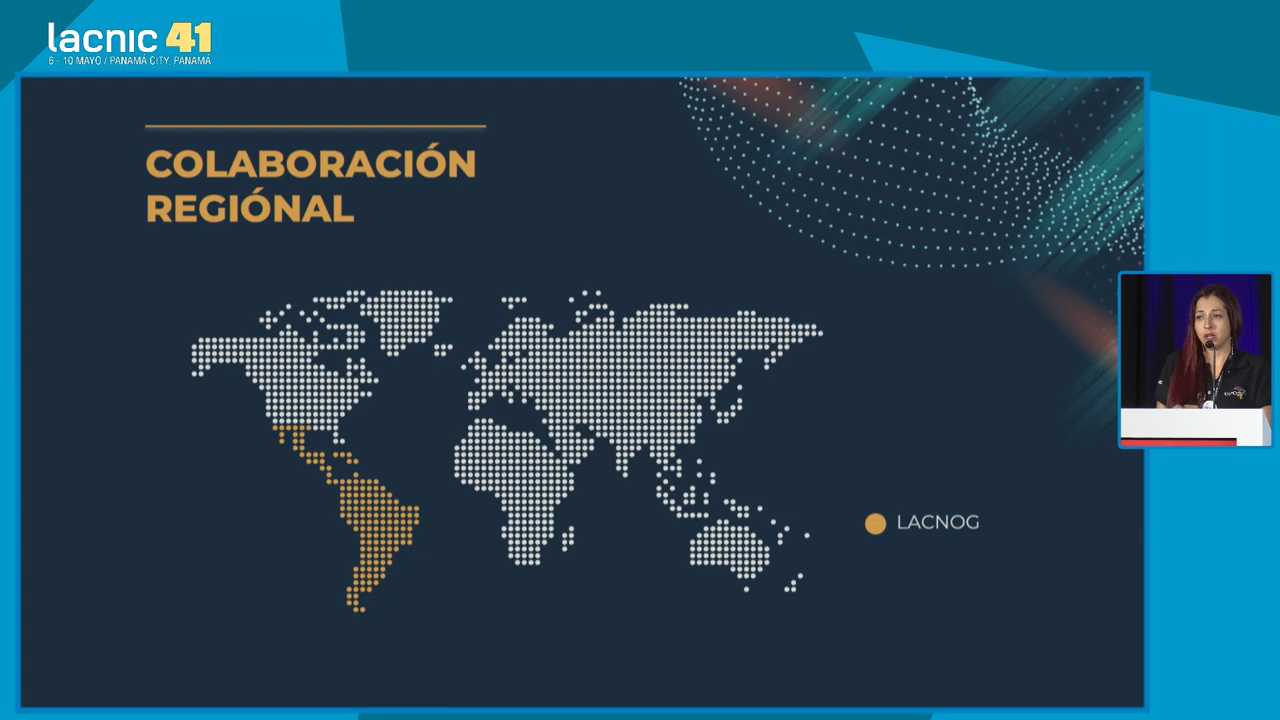 lacnic 41
6 - 10 MAYO / PANAMÁ CITY, PANAMÁ
COLABORACIÓN
REGIÓNAL
LACNOG